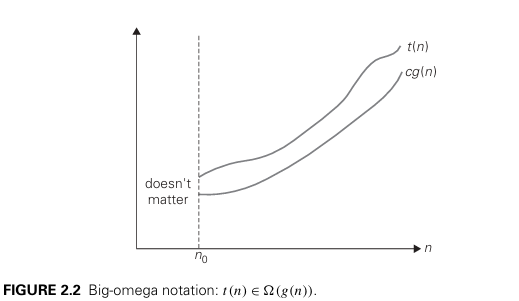 t(n)
cg(n)
doesn't
matter
n
n₀
FIGURE 2.2 Big-omega notation: t(n) ∈ Ω(g(n)).